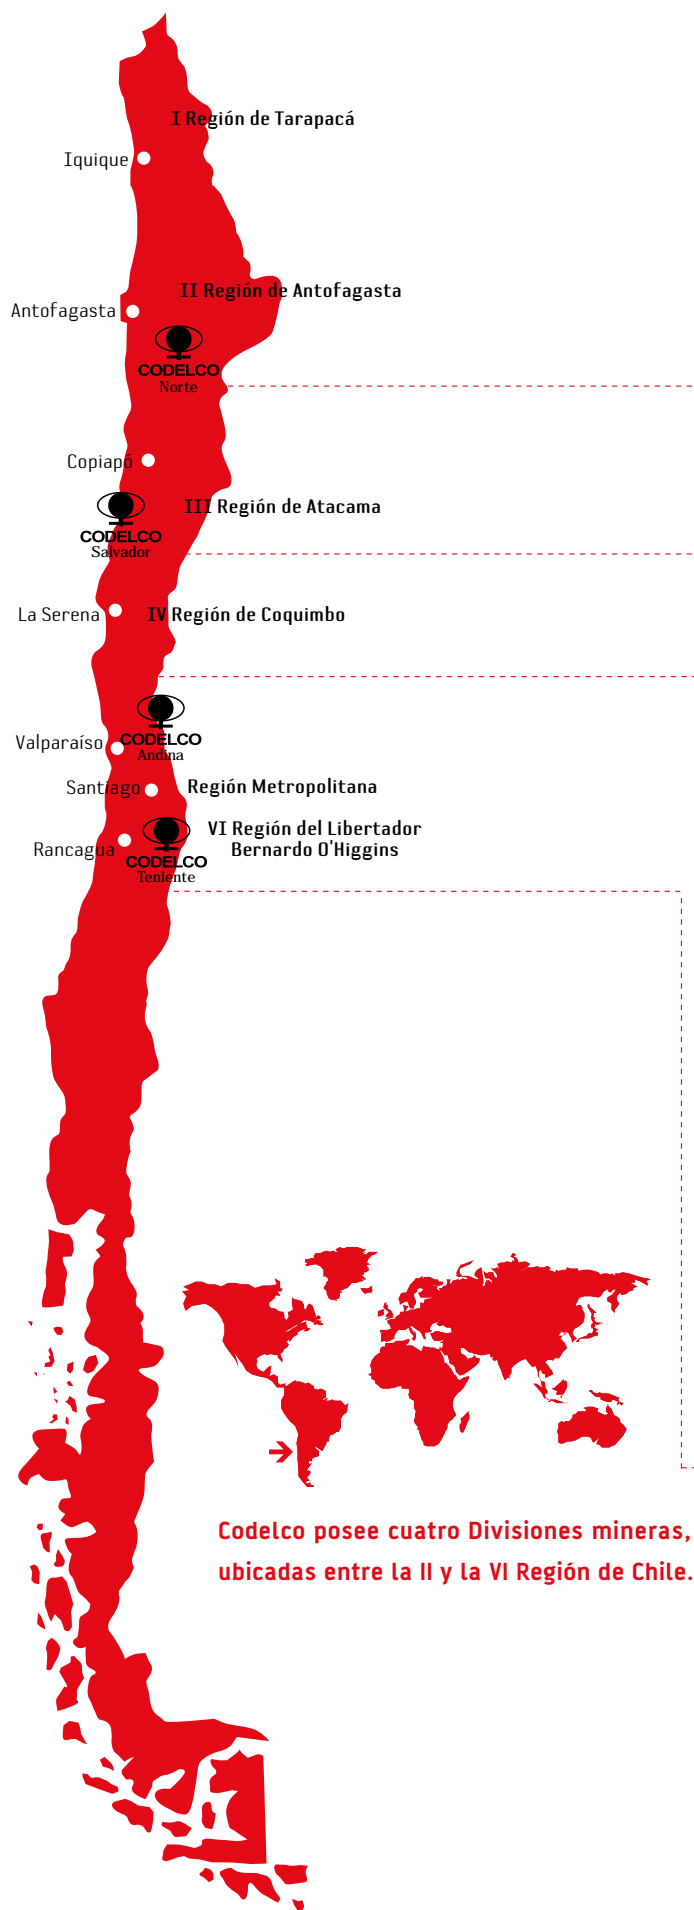 I Región de Tarapacá
Iquique
II Región de Antofagasta
Antofagasta
CODELCO
Norte
Copiapó
III Región de Atacama
CODELCO
Salvador
La Serena
IV Región de Coquimbo
CODELCO
Andina
Valparaíso
Santiago
Región Metropolitana
VI Región del Libertador
Bernardo O'Higgins
Rancagua
CODELCO
Teniente
Codelco posee cuatro Divisiones mineras,
ubicadas entre la II y la VI Región de Chile.